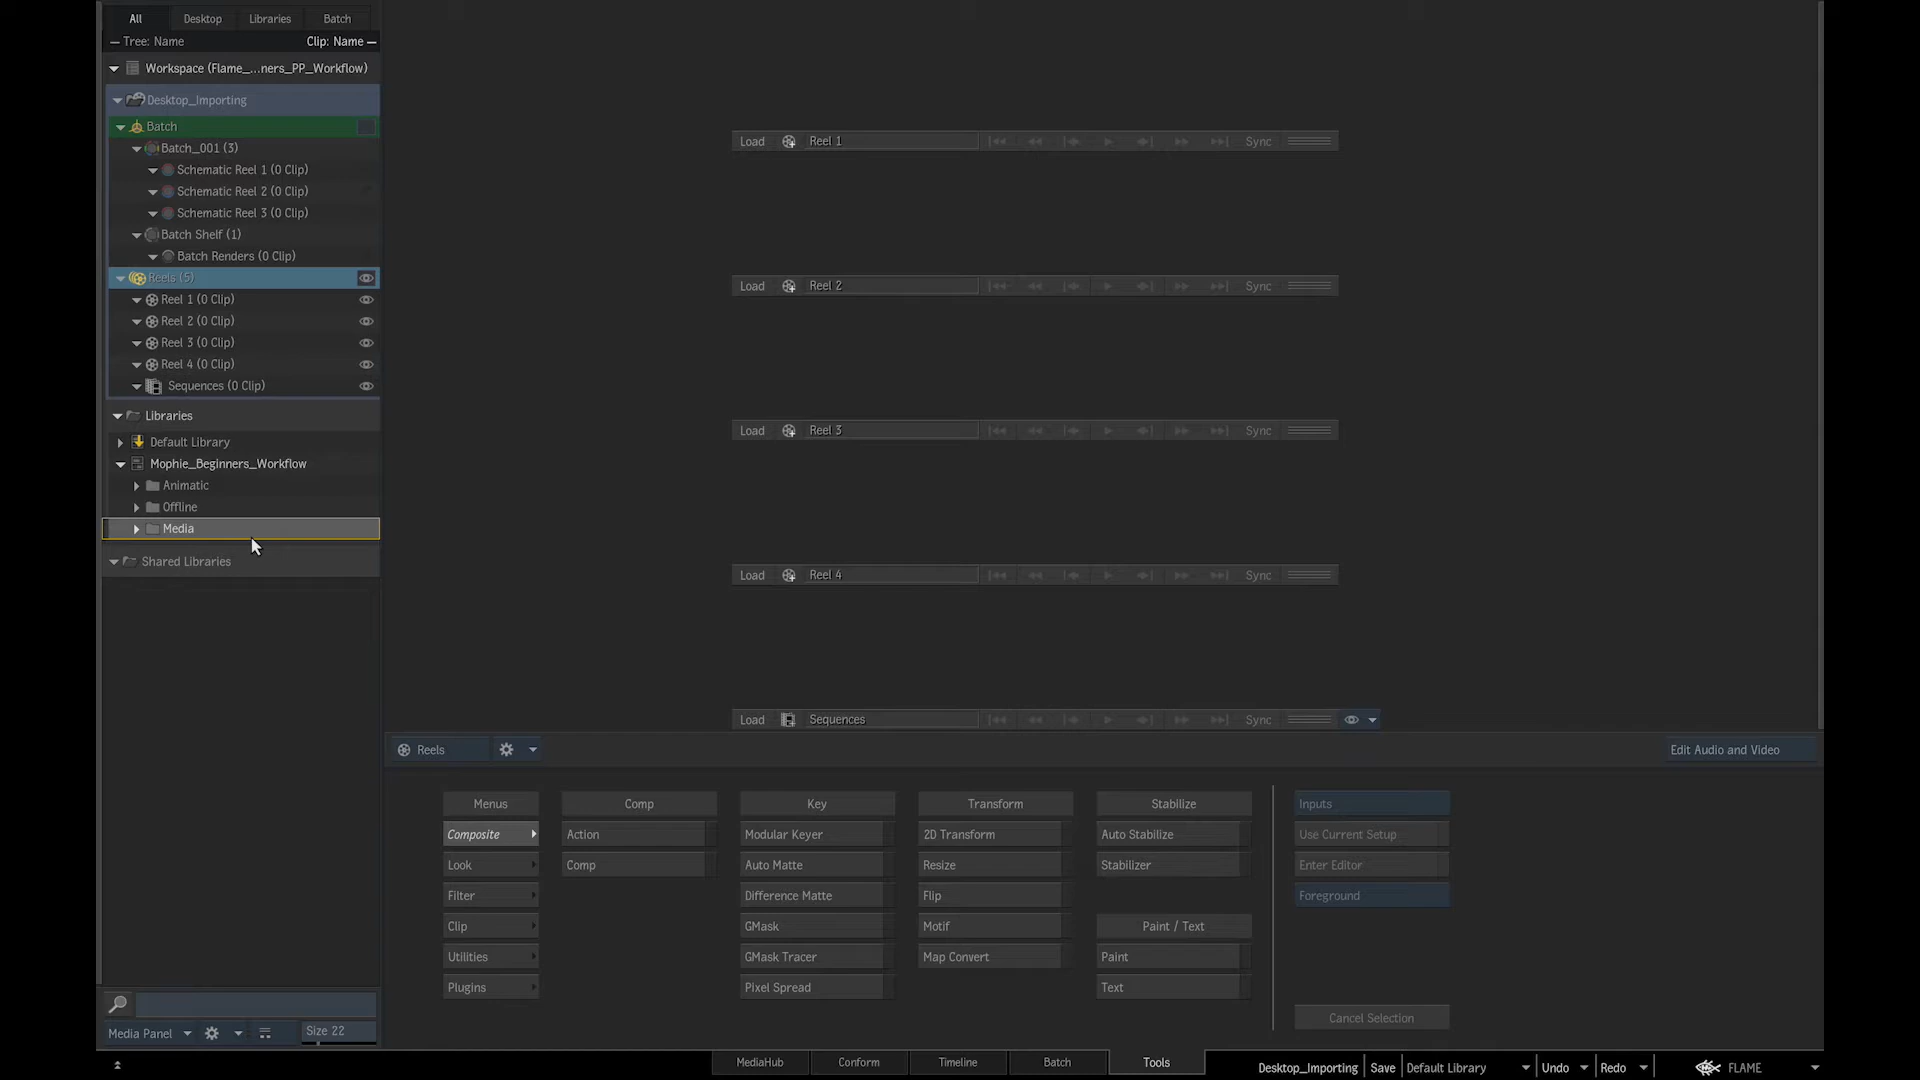 All Desktop Libraries Batch
Tree: Name Clip: Name
Workspace (Flame_...ners_PP_Workflow)
Desktop_Importing
Batch
Batch_001 (3)
Schematic Reel 1 (0 Clip)
Schematic Reel 2 (0 Clip)
Schematic Reel 3 (0 Clip)
Batch Shelf (1)
Batch Renders (0 Clip)
Reels (5)
Reel 1 (0 Clip)
Reel 2 (0 Clip)
Reel 3 (0 Clip)
Reel 4 (0 Clip)
Sequences (0 Clip)
Libraries
Default Library
Mophie_Beginners_Workflow
Animatic
Offline
Media
Shared Libraries
Media Panel Size 22
Load Reel 1 Sync
Load Reel 2 Sync
Load Reel 3 Sync
Load Reel 4 Sync
Load Sequences Sync
Reels Edit Audio and Video
Menus Comp Key Transform Stabilize Inputs
Composite Action Modular Keyer 2D Transform Auto Stabilize Use Current Setup
Look Comp Auto Matte Resize Stabilizer Enter Editor
Filter Difference Matte Flip Foreground
Clip GMask Motif Paint / Text
Utilities GMask Tracer Map Convert Paint
Plugins Pixel Spread Text
Cancel Selection
MediaHub Conform Timeline Batch Tools Desktop_Importing Save Default Library Undo Redo FLAME